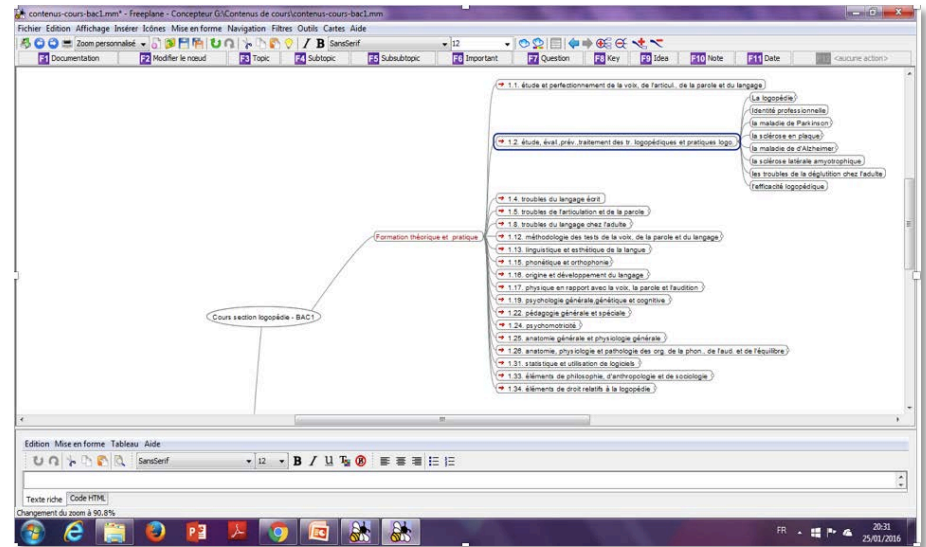 contenus-cours-bac1.mm* - Freeplane - Concepteur G:\Contenus de cours\contenus-cours-bac1.mm
Fichier Edition Affichage Insérer Icônes Mise en forme Navigation Filtres Outils Cartes Aide
Zoom personnalisé I B SansSerif 12
F1 Documentation F2 Modifier le nœud F3 Topic F4 Subtopic F5 Subsubtopic F6 Important F7 Question F8 Key F9 Idea F10 Note F11 Date F12 <aucune action>
1.1. étude et perfectionnement de la voix, de l'articul., de la parole et du langage
La logopédie
Identité professionnelle
la maladie de Parkinson
la sclérose en plaque
1.2. étude, éval.,prév.,traitement des tr. logopédiques et pratiques logo.
la maladie de d'Alzheimer
la sclérose latérale amyotrophique
les troubles de la déglutition chez l'adulte
l'efficacité logopédique
1.4. troubles du langage écrit
1.5. troubles de l'articulation et de la parole
1.8. troubles du langage chez l'adulte
Formation théorique et pratique
1.12. méthodologie des tests de la voix, de la parole et du langage
1.13. linguistique et esthétique de la langue
1.15. phonétique et orthophonie
1.16. origine et développement du langage
1.17. physique en rapport avec la voix, la parole et l'audition
1.19. psychologie générale,génétique et cognitive
1.22. pédagogie générale et spéciale
Cours section logopédie - BAC1
1.24. psychomotricité
1.25. anatomie générale et physiologie générale
1.26. anatomie, physiologie et pathologie des org. de la phon., de l'aud. et de l'équilibre
1.31. statistique et utilisation de logiciels
1.33. éléments de philosophie, d'anthropologie et de sociologie
1.34. éléments de droit relatifs à la logopédie
Edition Mise en forme Tableau Aide
SansSerif 12 B I U
Texte riche Code HTML
Changement du zoom à 90.8%
FR 20:31
25/01/2016